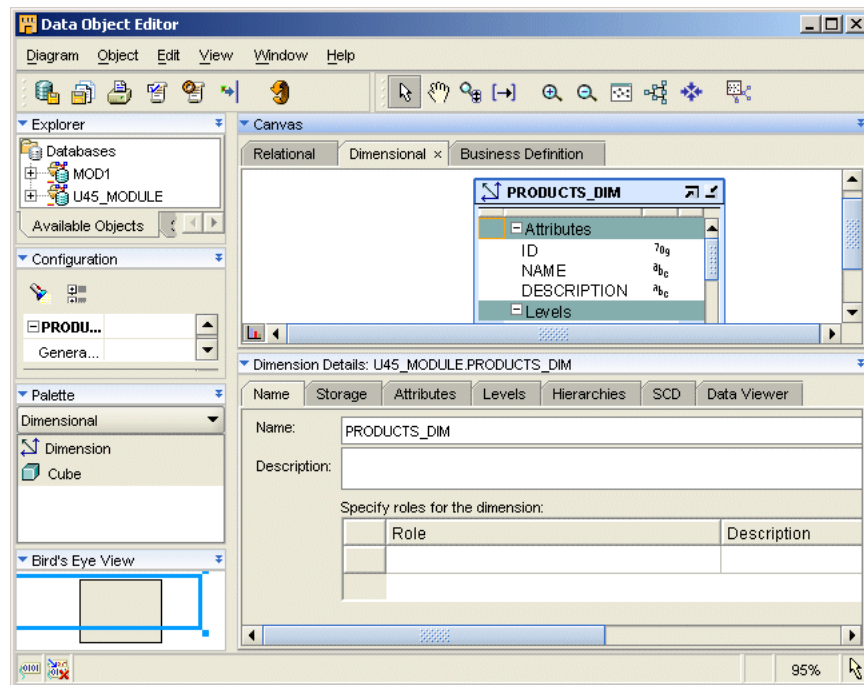 Data Object Editor
Diagram Object Edit View Window Help
Explorer
Databases
MOD1
U45_MODULE
Available Objects
Configuration
PRODU...
Genera...
Palette
Dimensional
Dimension
Cube
Bird's Eye View
Canvas
Relational Dimensional × Business Definition
PRODUCTS_DIM
Attributes
ID 789
NAME abc
DESCRIPTION abc
Levels
Dimension Details: U45_MODULE.PRODUCTS_DIM
Name Storage Attributes Levels Hierarchies SCD Data Viewer
Name: PRODUCTS_DIM
Description:
Specify roles for the dimension:
Role Description
95%